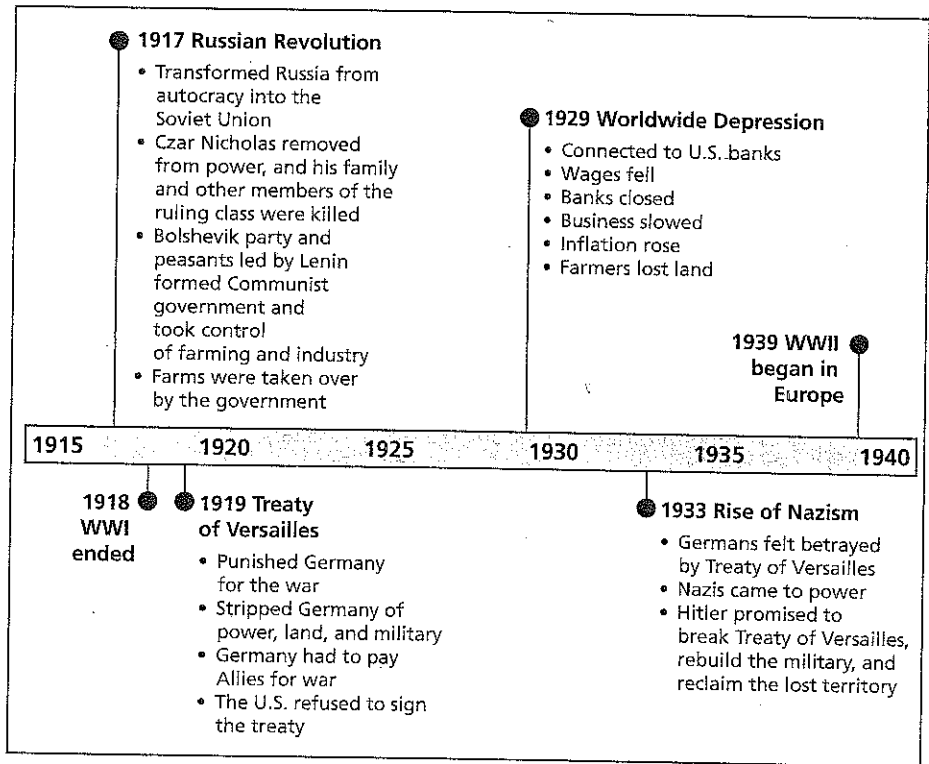 1917 Russian Revolution
• Transformed Russia from
autocracy into the
Soviet Union
• Czar Nicholas removed
from power, and his family
and other members of the
ruling class were killed
• Bolshevik party and
peasants led by Lenin
formed Communist
government and
took control
of farming and industry
• Farms were taken over
by the government
1929 Worldwide Depression
• Connected to U.S. banks
• Wages fell
• Banks closed
• Business slowed
• Inflation rose
• Farmers lost land
1939 WWII
began in
Europe
1915 1920 1925 1930 1935 1940
1918
WWI
ended
1919 Treaty
of Versailles
• Punished Germany
for the war
• Stripped Germany of
power, land, and military
• Germany had to pay
Allies for war
• The U.S. refused to sign
the treaty
1933 Rise of Nazism
• Germans felt betrayed
by Treaty of Versailles
• Nazis came to power
• Hitler promised to
break Treaty of Versailles,
rebuild the military, and
reclaim the lost territory